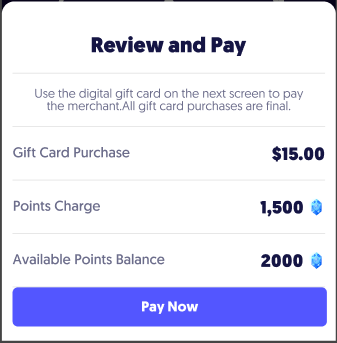 Review and Pay
Use the digital gift card on the next screen to pay
the merchant.All gift card purchases are final.
Gift Card Purchase $15.00
Points Charge 1,500
Available Points Balance 2000
Pay Now